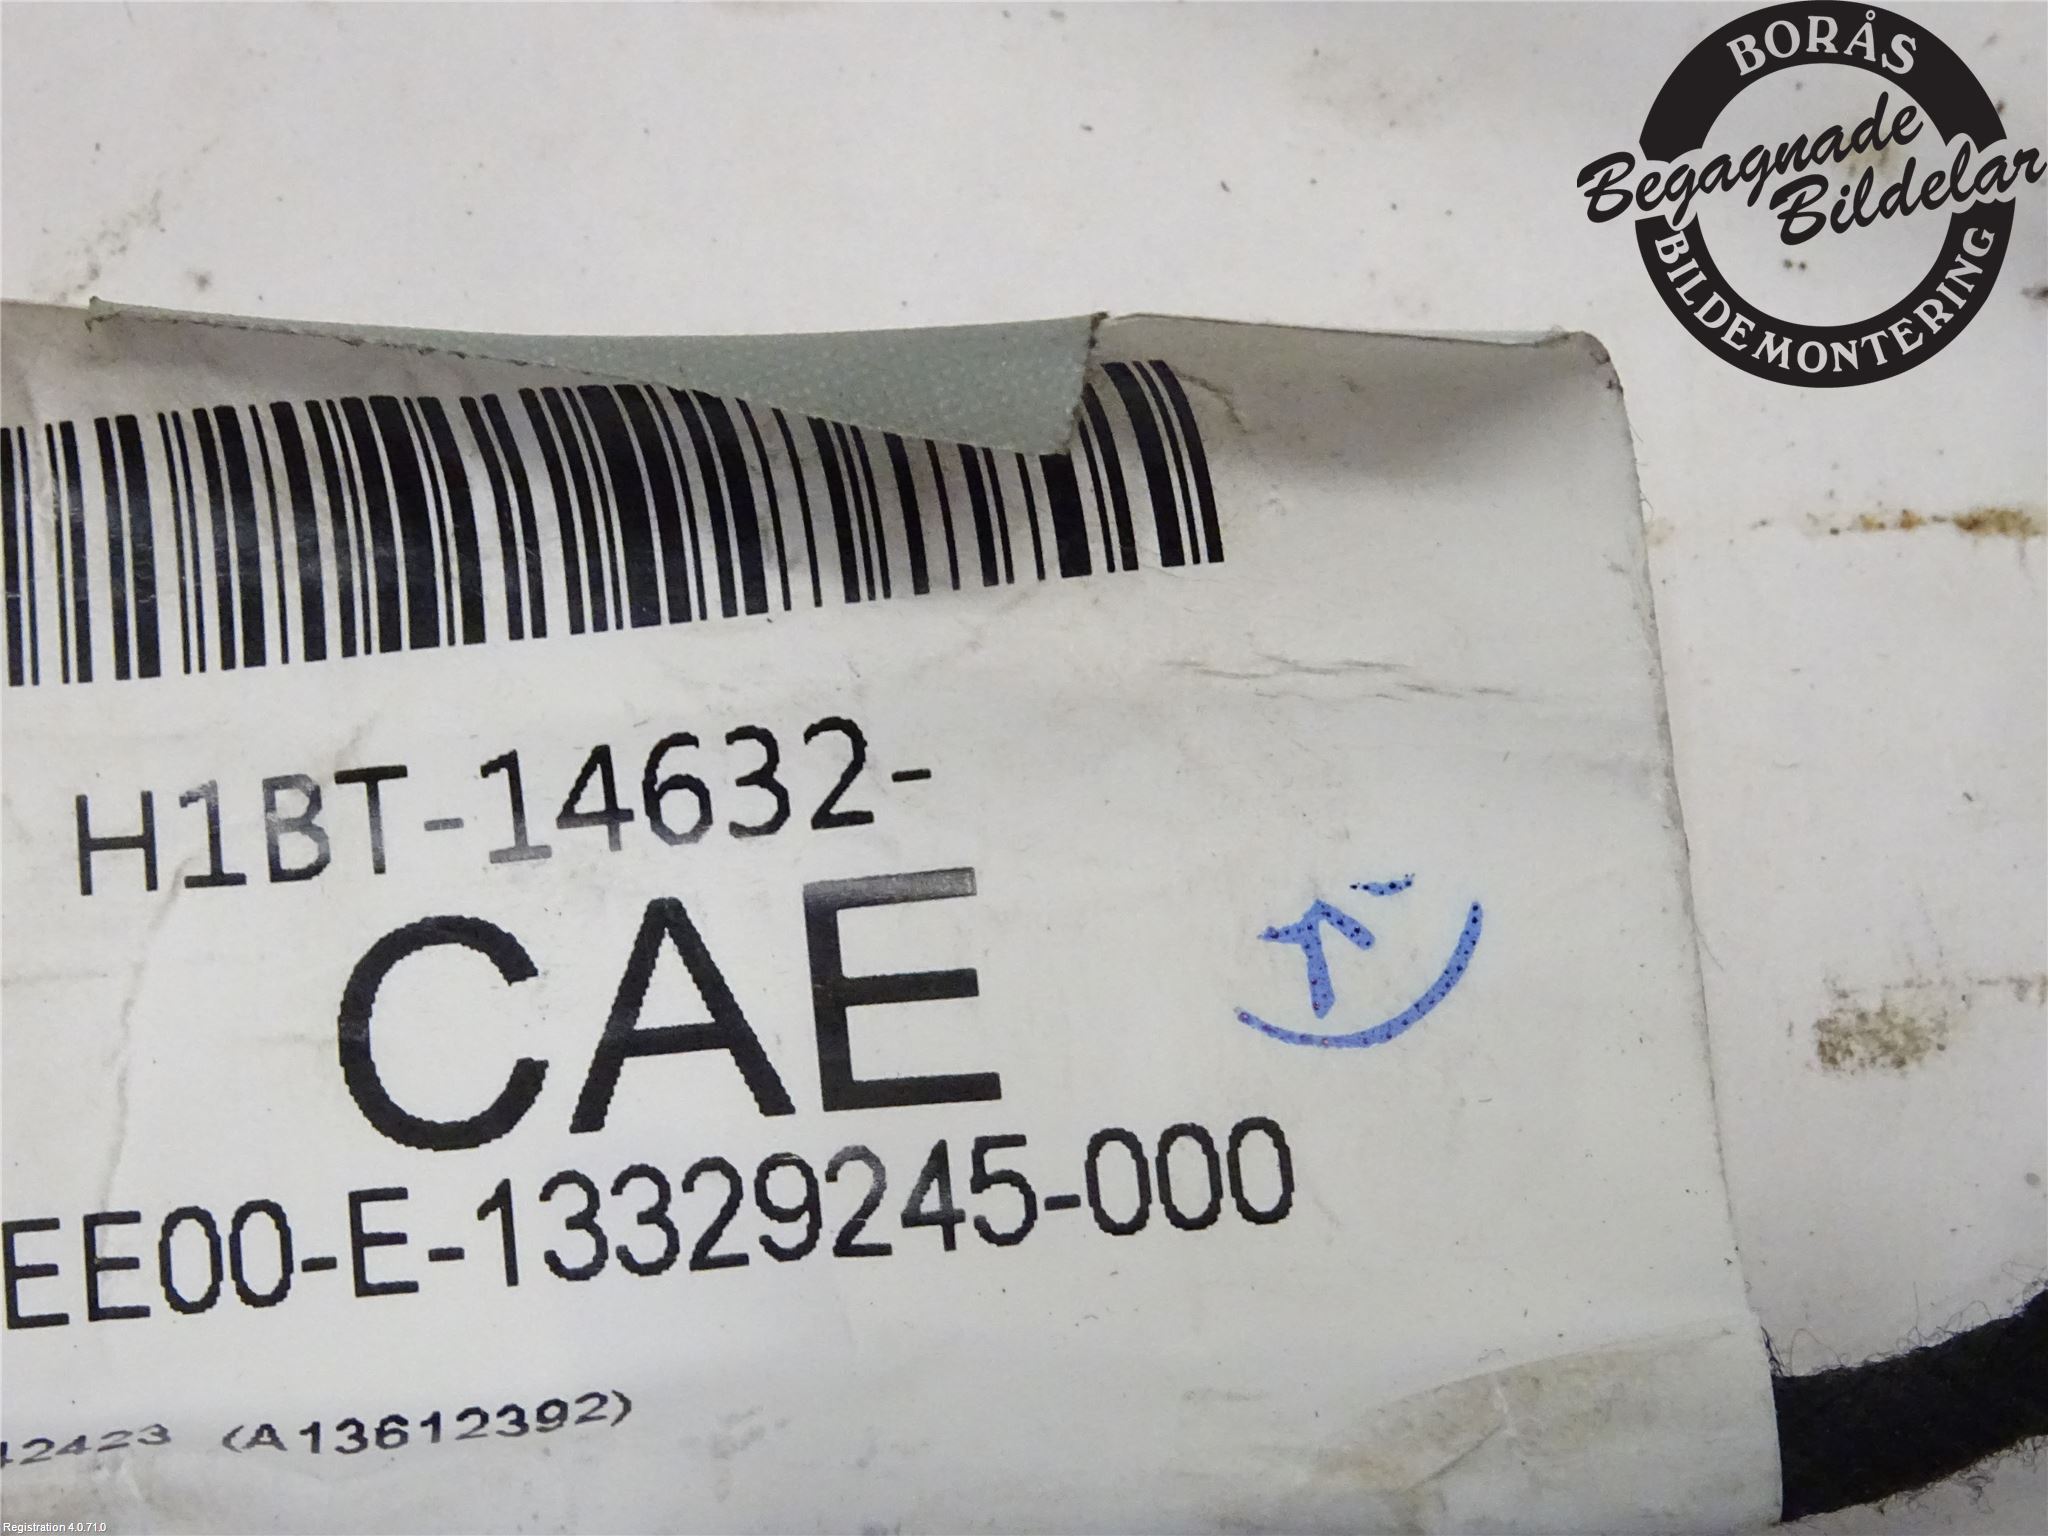 BORÅS
Begagnade
Bildelar
BILDEMONTERING
H1BT-14632-
CAE
EE00-E-13329245-000
42423 (A13612392)
Registration 4.0.71.0